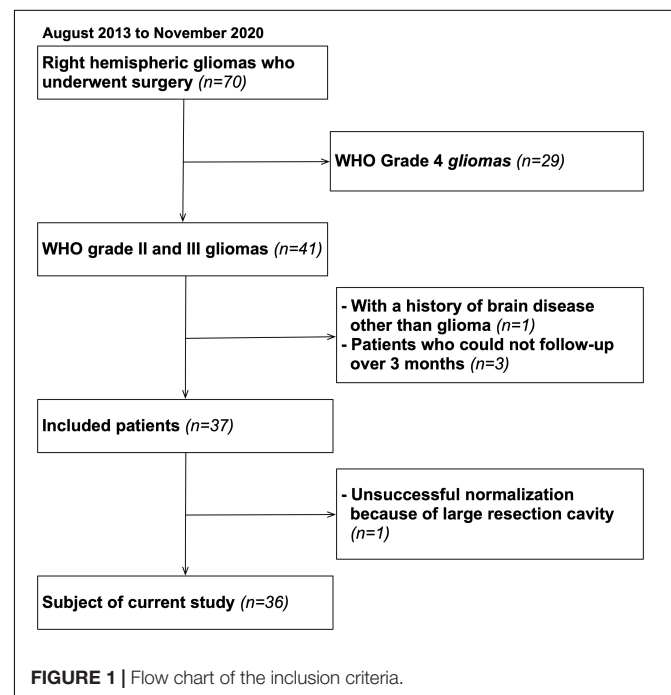 August 2013 to November 2020
Right hemispheric gliomas who
underwent surgery (n=70)
WHO Grade 4 gliomas (n=29)
WHO grade II and III gliomas (n=41)
- With a history of brain disease
other than glioma (n=1)
- Patients who could not follow-up
over 3 months (n=3)
Included patients (n=37)
- Unsuccessful normalization
because of large resection cavity
(n=1)
Subject of current study (n=36)
FIGURE 1 | Flow chart of the inclusion criteria.